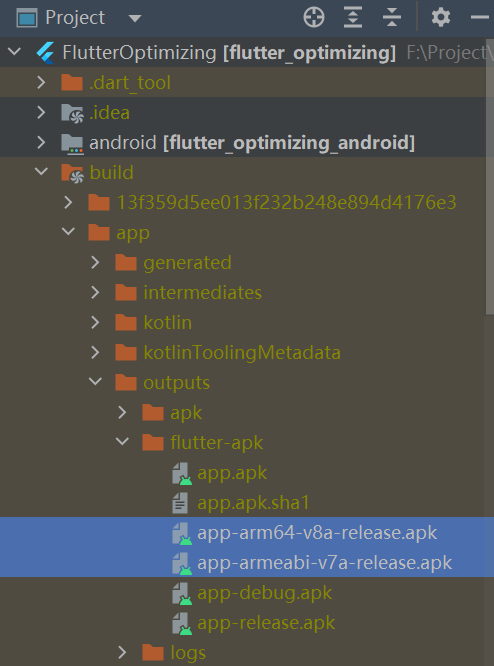 Project
FlutterOptimizing [flutter_optimizing] F:\Project\
.dart_tool
.idea
android [flutter_optimizing_android]
build
13f359d5ee013f232b248e894d4176e3
app
generated
intermediates
kotlin
kotlinToolingMetadata
outputs
apk
flutter-apk
app.apk
app.apk.sha1
app-arm64-v8a-release.apk
app-armeabi-v7a-release.apk
app-debug.apk
app-release.apk
logs